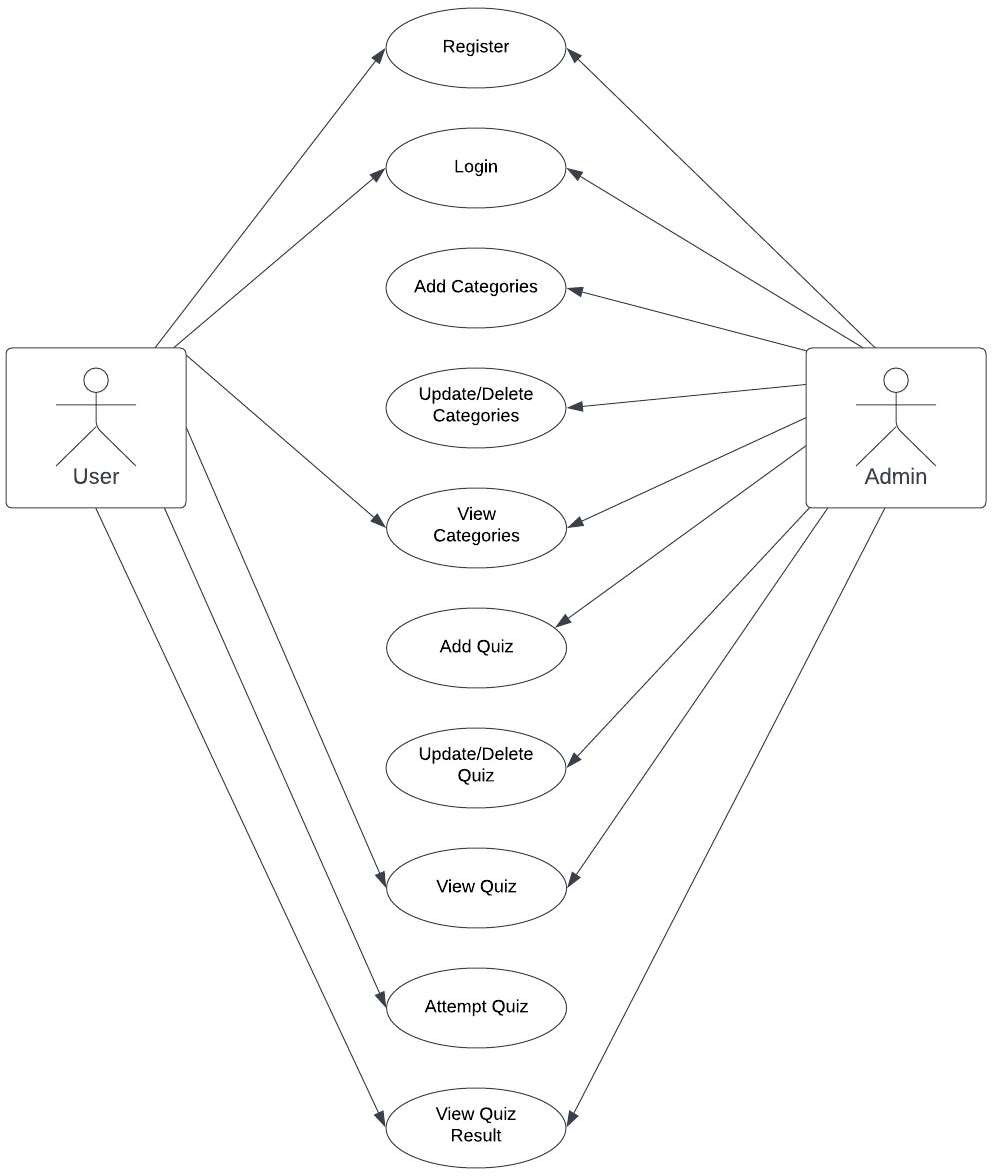 Register
Login
Add Categories
Update/Delete
Categories
User
Admin
View
Categories
Add Quiz
Update/Delete
Quiz
View Quiz
Attempt Quiz
View Quiz
Result